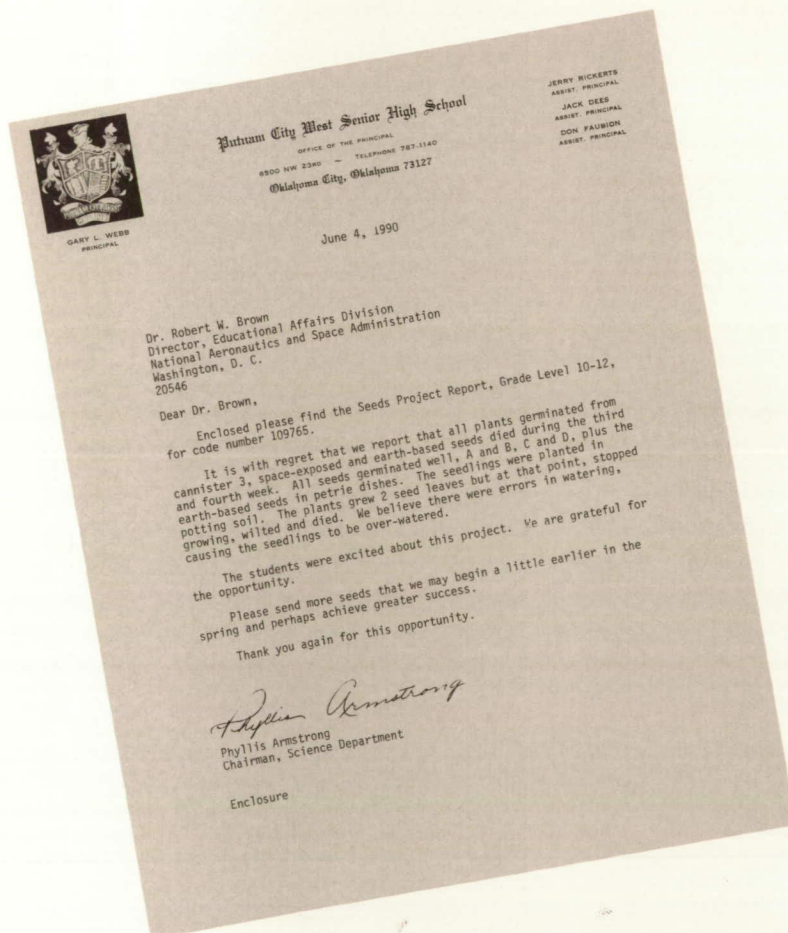 Putnam City West Senior High School
OFFICE OF THE PRINCIPAL
8500 NW 23RD ~ TELEPHONE 787-1140
Oklahoma City, Oklahoma 73127
JERRY RICKERTS
ASSIST. PRINCIPAL
JACK DEES
ASSIST. PRINCIPAL
DON FAUBION
ASSIST. PRINCIPAL
GARY L. WEBB
PRINCIPAL
June 4, 1990
Dr. Robert W. Brown
Director, Educational Affairs Division
National Aeronautics and Space Administration
Washington, D. C.
20546
Dear Dr. Brown,
Enclosed please find the Seeds Project Report, Grade Level 10-12,
for code number 109765.
It is with regret that we report that all plants germinated from
cannister 3, space-exposed and earth-based seeds died during the third
and fourth week. All seeds germinated well, A and B, C and D, plus the
earth-based seeds in petrie dishes. The seedlings were planted in
potting soil. The plants grew 2 seed leaves but at that point, stopped
growing, wilted and died. We believe there were errors in watering,
causing the seedlings to be over-watered.
The students were excited about this project. We are grateful for
the opportunity.
Please send more seeds that we may begin a little earlier in the
spring and perhaps achieve greater success.
Thank you again for this opportunity.
Phyllis Armstrong
Phyllis Armstrong
Chairman, Science Department
Enclosure